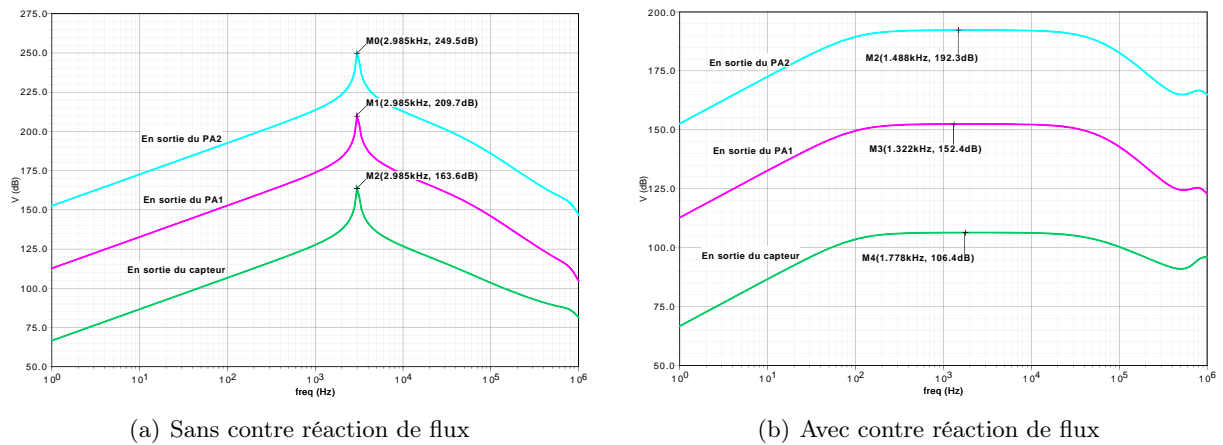 275.0
250.0
225.0
200.0
175.0
150.0
125.0
100.0
75.0
50.0
V (dB)
M0(2.985kHz, 249.5dB)
M1(2.985kHz, 209.7dB)
En sortie du PA2
M2(2.985kHz, 163.6dB)
En sortie du PA1
En sortie du capteur
10^0 10^1 10^2 10^3 10^4 10^5 10^6
freq (Hz)
(a) Sans contre réaction de flux
200.0
175.0
150.0
125.0
100.0
75.0
50.0
V (dB)
En sortie du PA2
M2(1.488kHz, 192.3dB)
En sortie du PA1
M3(1.322kHz, 152.4dB)
En sortie du capteur
M4(1.778kHz, 106.4dB)
10^0 10^1 10^2 10^3 10^4 10^5 10^6
freq (Hz)
(b) Avec contre réaction de flux